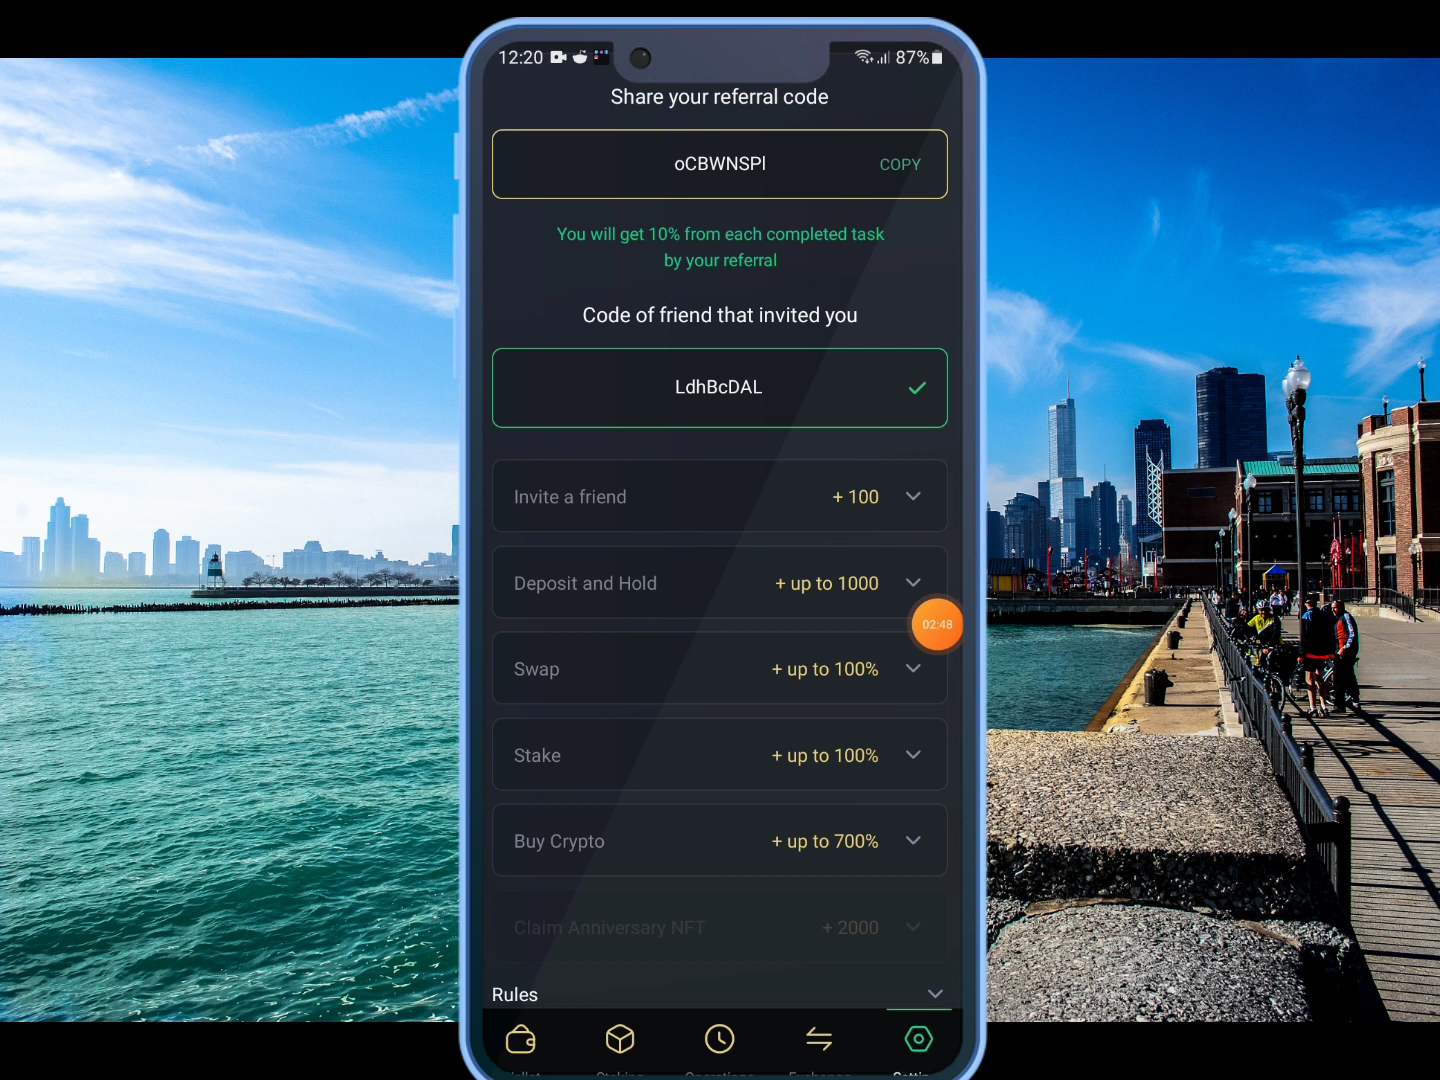 12:20
87%
Share your referral code
oCBWNSPl
COPY
You will get 10% from each completed task
by your referral
Code of friend that invited you
LdhBcDAL
Invite a friend
+ 100
Deposit and Hold
+ up to 1000
02:48
Swap
+ up to 100%
Stake
+ up to 100%
Buy Crypto
+ up to 700%
Claim Anniversary NFT
+ 2000
Rules